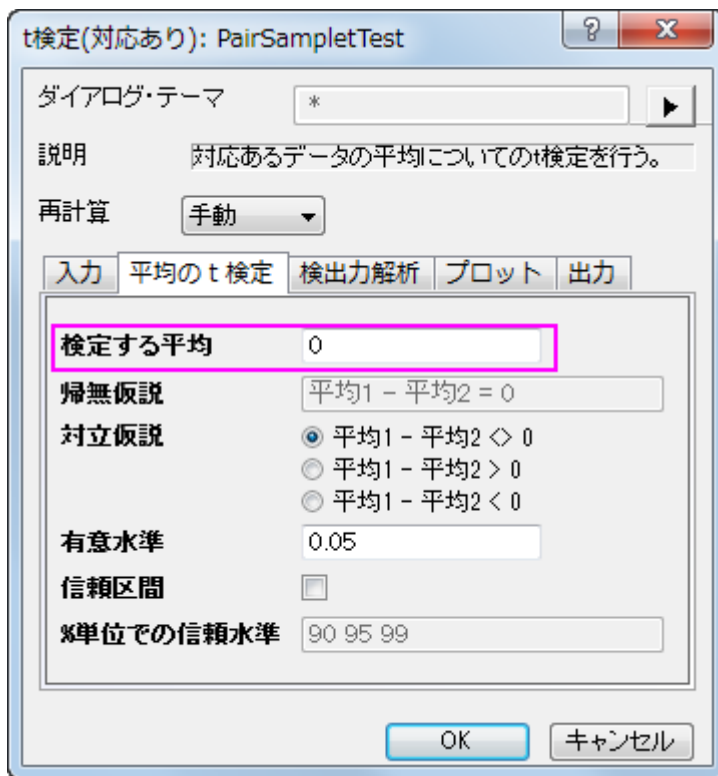 t検定(対応あり): PairSampletTest
ダイアログ・テーマ *
説明 対応あるデータの平均についてのt検定を行う。
再計算 手動
入力 平均のt検定 検出力解析 プロット 出力
検定する平均 0
帰無仮説 平均1 - 平均2 = 0
対立仮説 平均1 - 平均2 <> 0
平均1 - 平均2 > 0
平均1 - 平均2 < 0
有意水準 0.05
信頼区間
%単位での信頼水準 90 95 99
OK キャンセル